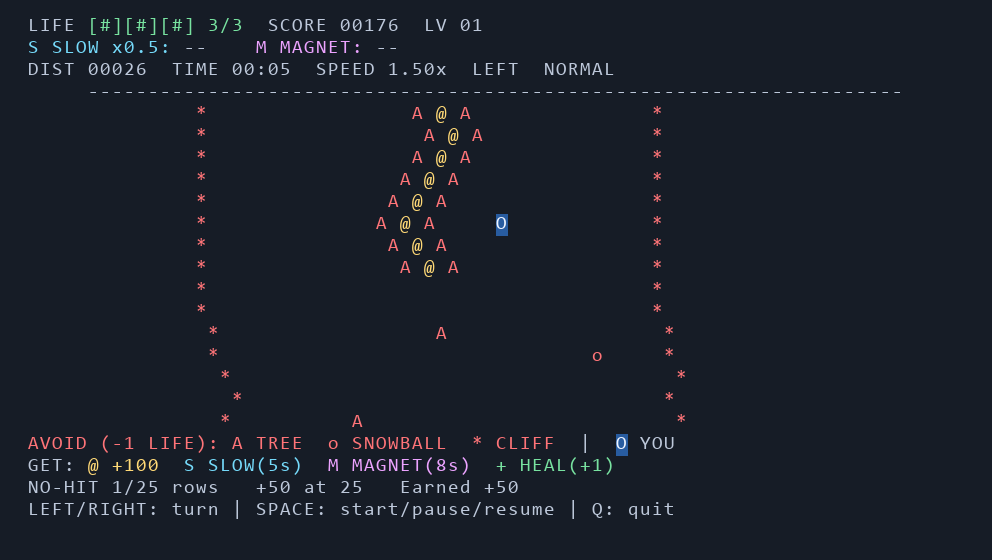 LIFE [#][#][#] 3/3  SCORE 00176  LV 01
S SLOW x0.5: --    M MAGNET: --
DIST 00026  TIME 00:05  SPEED 1.50x  LEFT  NORMAL
--------------------------------------------------------------------
*                 A @ A               *
*                  A @ A              *
*                 A @ A               *
*                A @ A                *
*               A @ A                 *
*              A @ A     O            *
*               A @ A                 *
*                A @ A                *
*                                     *
*                                     *
*                  A                  *
*                               o     *
*                                     *
*                                   *
*          A                          *
AVOID (-1 LIFE): A TREE  o SNOWBALL  * CLIFF  |  O YOU
GET: @ +100  S SLOW(5s)  M MAGNET(8s)  + HEAL(+1)
NO-HIT 1/25 rows   +50 at 25   Earned +50
LEFT/RIGHT: turn | SPACE: start/pause/resume | Q: quit